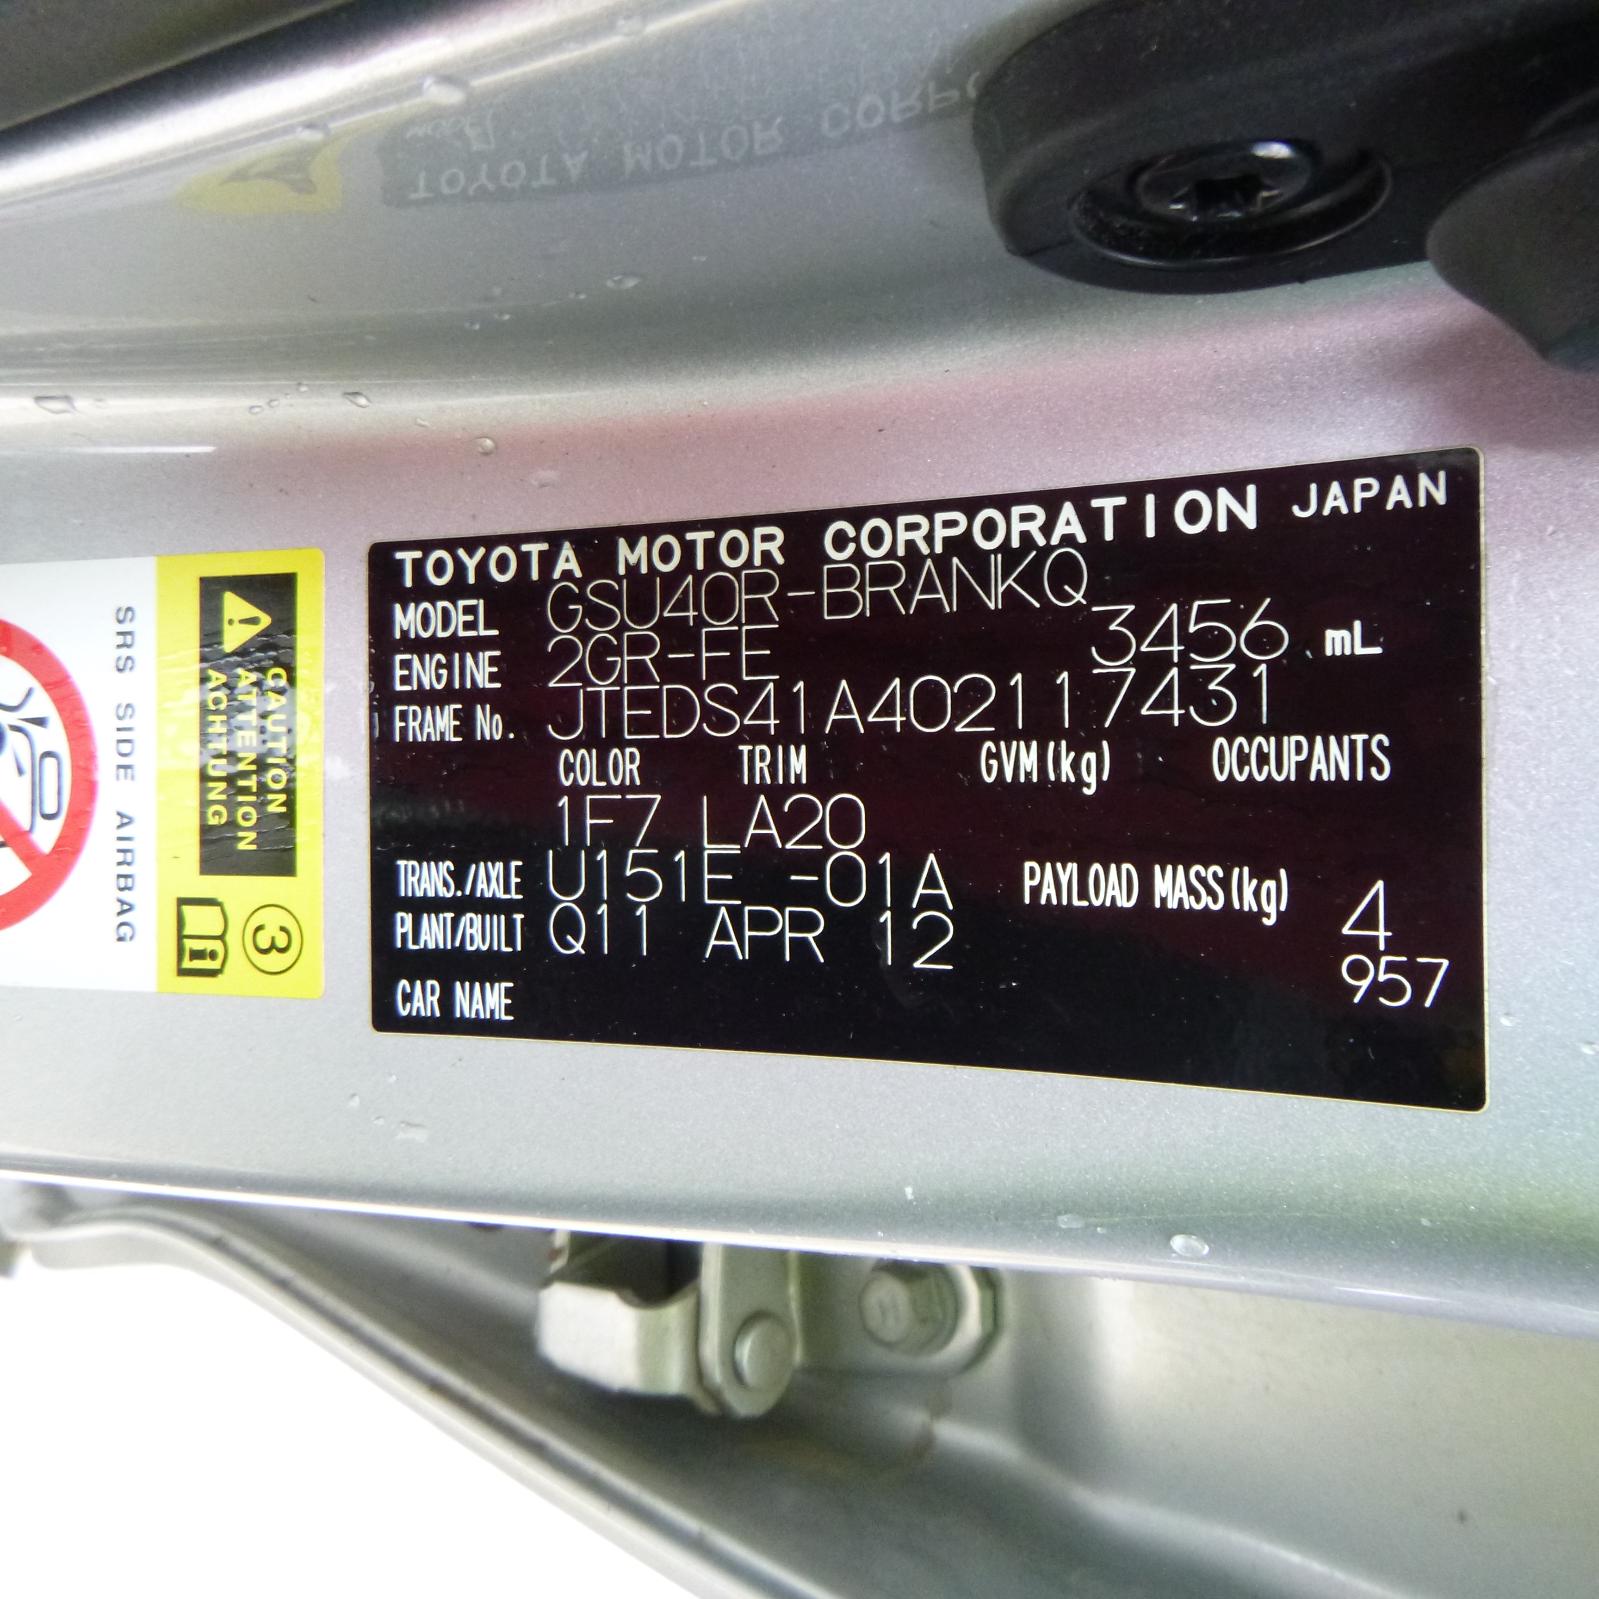 TOYOTA MOTOR CORPORATION JAPAN
MODEL GSU40R-BRANKQ
ENGINE 2GR-FE 3456 mL
FRAME No. JTEDS41A402117431
COLOR TRIM GVM(kg) OCCUPANTS
1F7 LA20
TRANS./AXLE U151E -01A PAYLOAD MASS(kg) 4
PLANT/BUILT Q11 APR 12 957
CAR NAME
CAUTION
ATTENTION
ACHTUNG
3
i
SRS SIDE AIRBAG
TOYOTA MOTOR CORPO